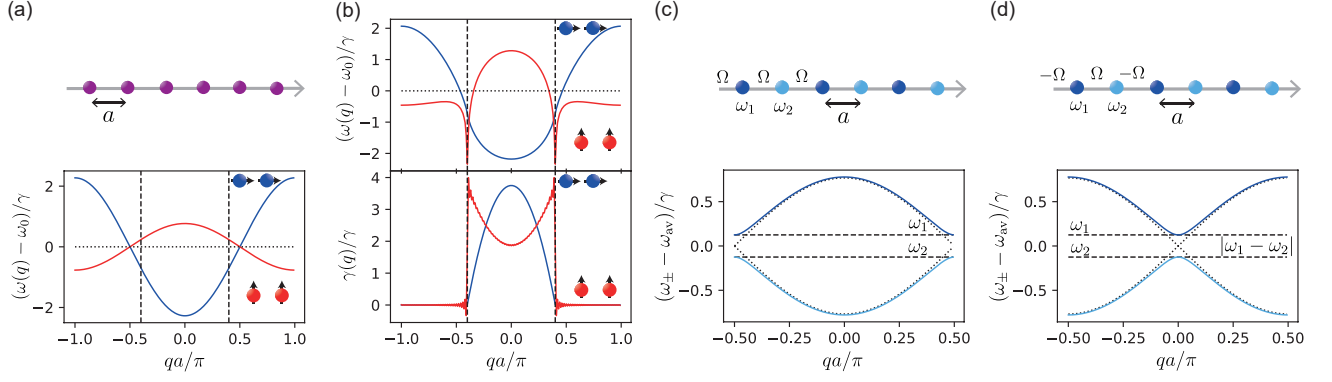 (a)
a
(ω(q) − ω₀)/γ
2
0
−2
−1.0 −0.5 0.0 0.5 1.0
qa/π
(b)
(ω(q) − ω₀)/γ
2
1
0
−1
−2
γ(q)/γ
4
3
2
1
0
−1.0 −0.5 0.0 0.5 1.0
qa/π
(c)
Ω Ω Ω
ω₁ ω₂ a
(ω± − ωav)/γ
0.5
0.0
−0.5
ω₁
ω₂
−0.50 −0.25 0.00 0.25 0.50
qa/π
(d)
−Ω Ω −Ω
ω₁ ω₂ a
(ω± − ωav)/γ
0.5
0.0
−0.5
ω₁
ω₂ |ω₁ − ω₂|
−0.50 −0.25 0.00 0.25 0.50
qa/π